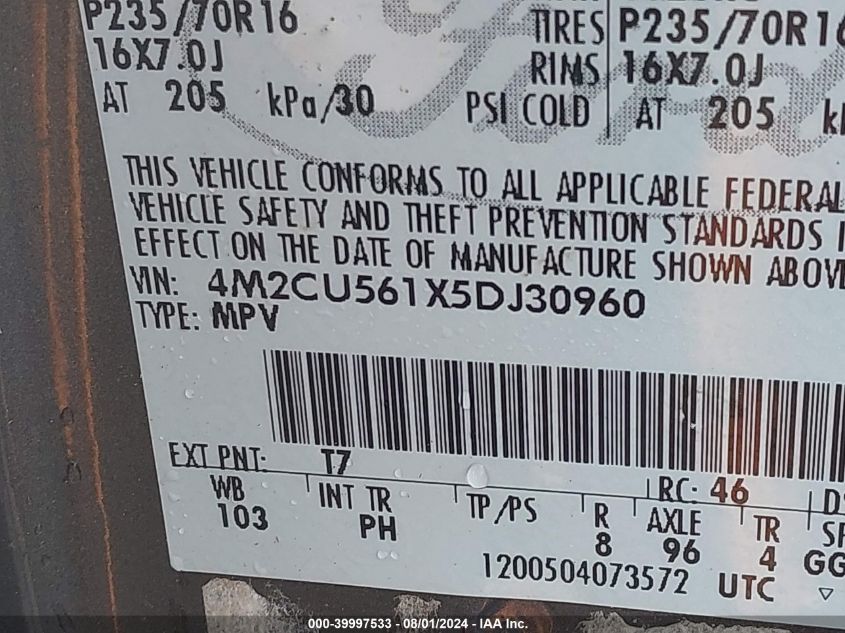 P235/70R16 TIRES P235/70R16
16X7.0J RIMS 16X7.0J
AT 205 kPa/30 PSI COLD AT 205
Ford
THIS VEHICLE CONFORMS TO ALL APPLICABLE FEDERAL
VEHICLE SAFETY AND THEFT PREVENTION STANDARDS
EFFECT ON THE DATE OF MANUFACTURE SHOWN ABOVE
VIN: 4M2CU561X5DJ30960
TYPE: MPV
EXT PNT: T7 RC: 46
WB INT TR TP/PS R AXLE TR
103 PH 8 96 4 GG
1200504073572 UTC
000-39997533 - 08/01/2024 - IAA Inc.